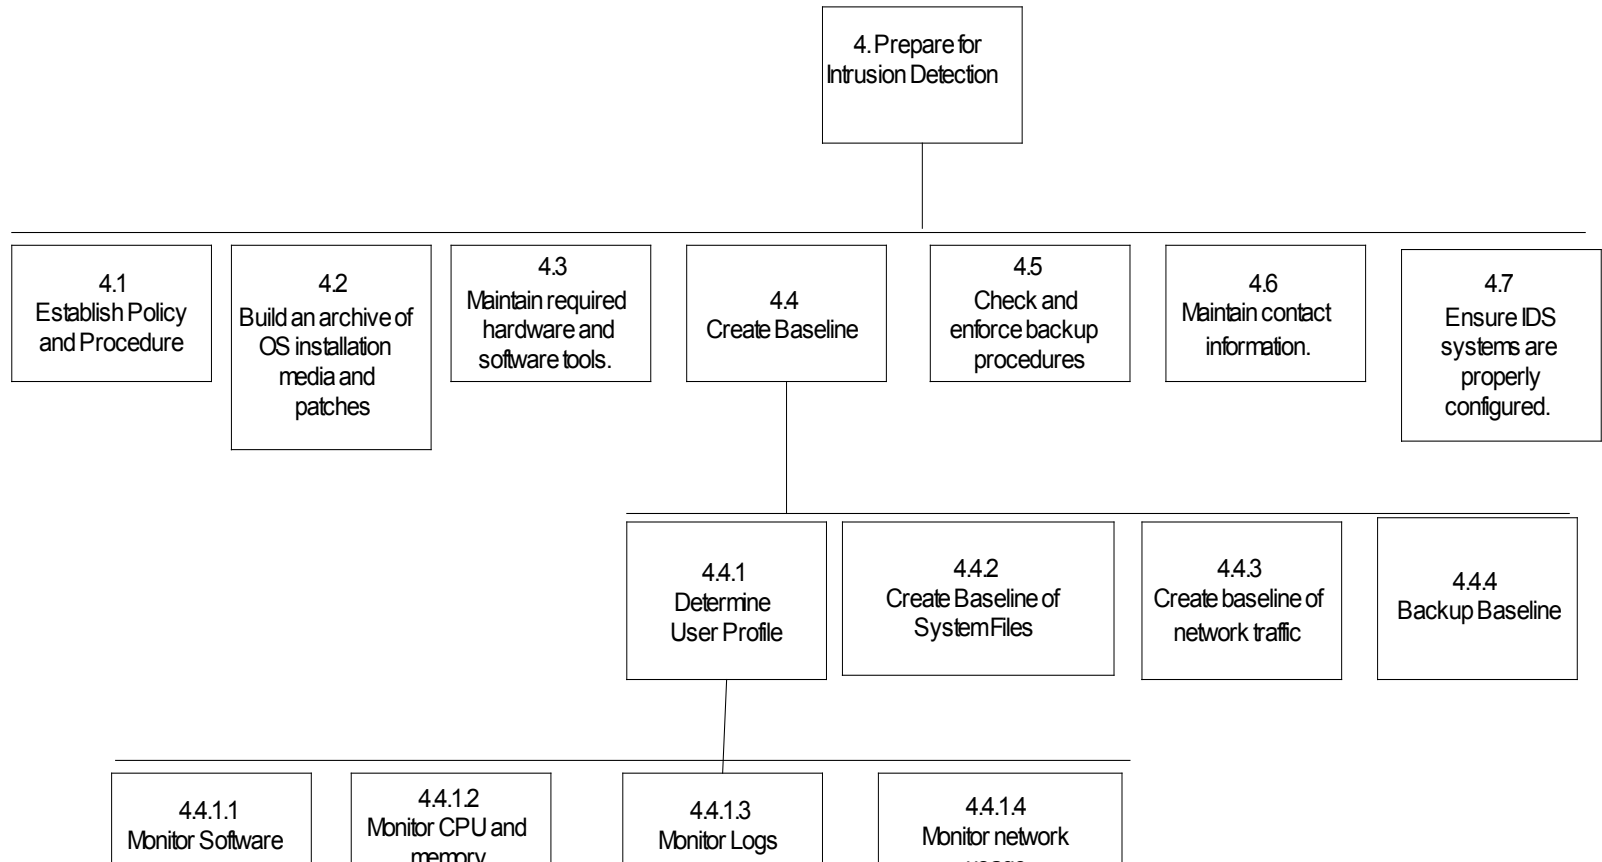 4. Prepare for
Intrusion Detection
4.1
Establish Policy
and Procedure
4.2
Build an archive of
OS installation
media and
patches
4.3
Maintain required
hardware and
software tools.
4.4
Create Baseline
4.5
Check and
enforce backup
procedures
4.6
Maintain contact
information.
4.7
Ensure IDS
systems are
properly
configured.
4.4.1
Determine
User Profile
4.4.2
Create Baseline of
System Files
4.4.3
Create baseline of
network traffic
4.4.4
Backup Baseline
4.4.1.1
Monitor Software
4.4.1.2
Monitor CPU and
memory
4.4.1.3
Monitor Logs
4.4.1.4
Monitor network
usage